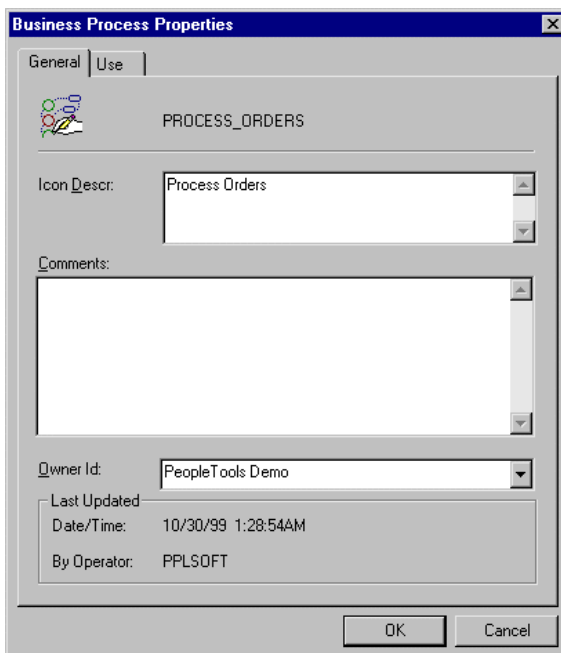 Business Process Properties
General Use
PROCESS_ORDERS
Icon Descr: Process Orders
Comments:
Owner Id: PeopleTools Demo
Last Updated
Date/Time: 10/30/99 1:28:54AM
By Operator: PPLSOFT
OK Cancel